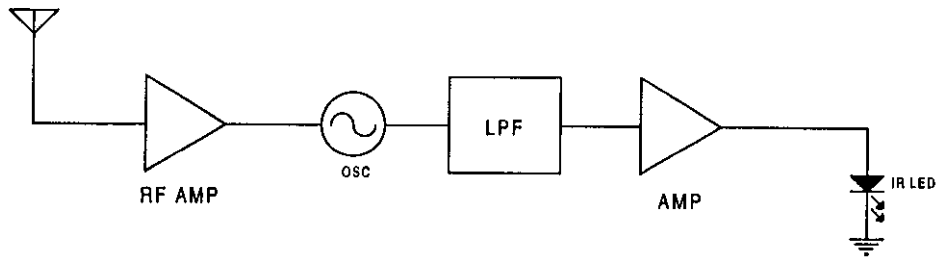 LPF
OSC
RF AMP
AMP
IR LED